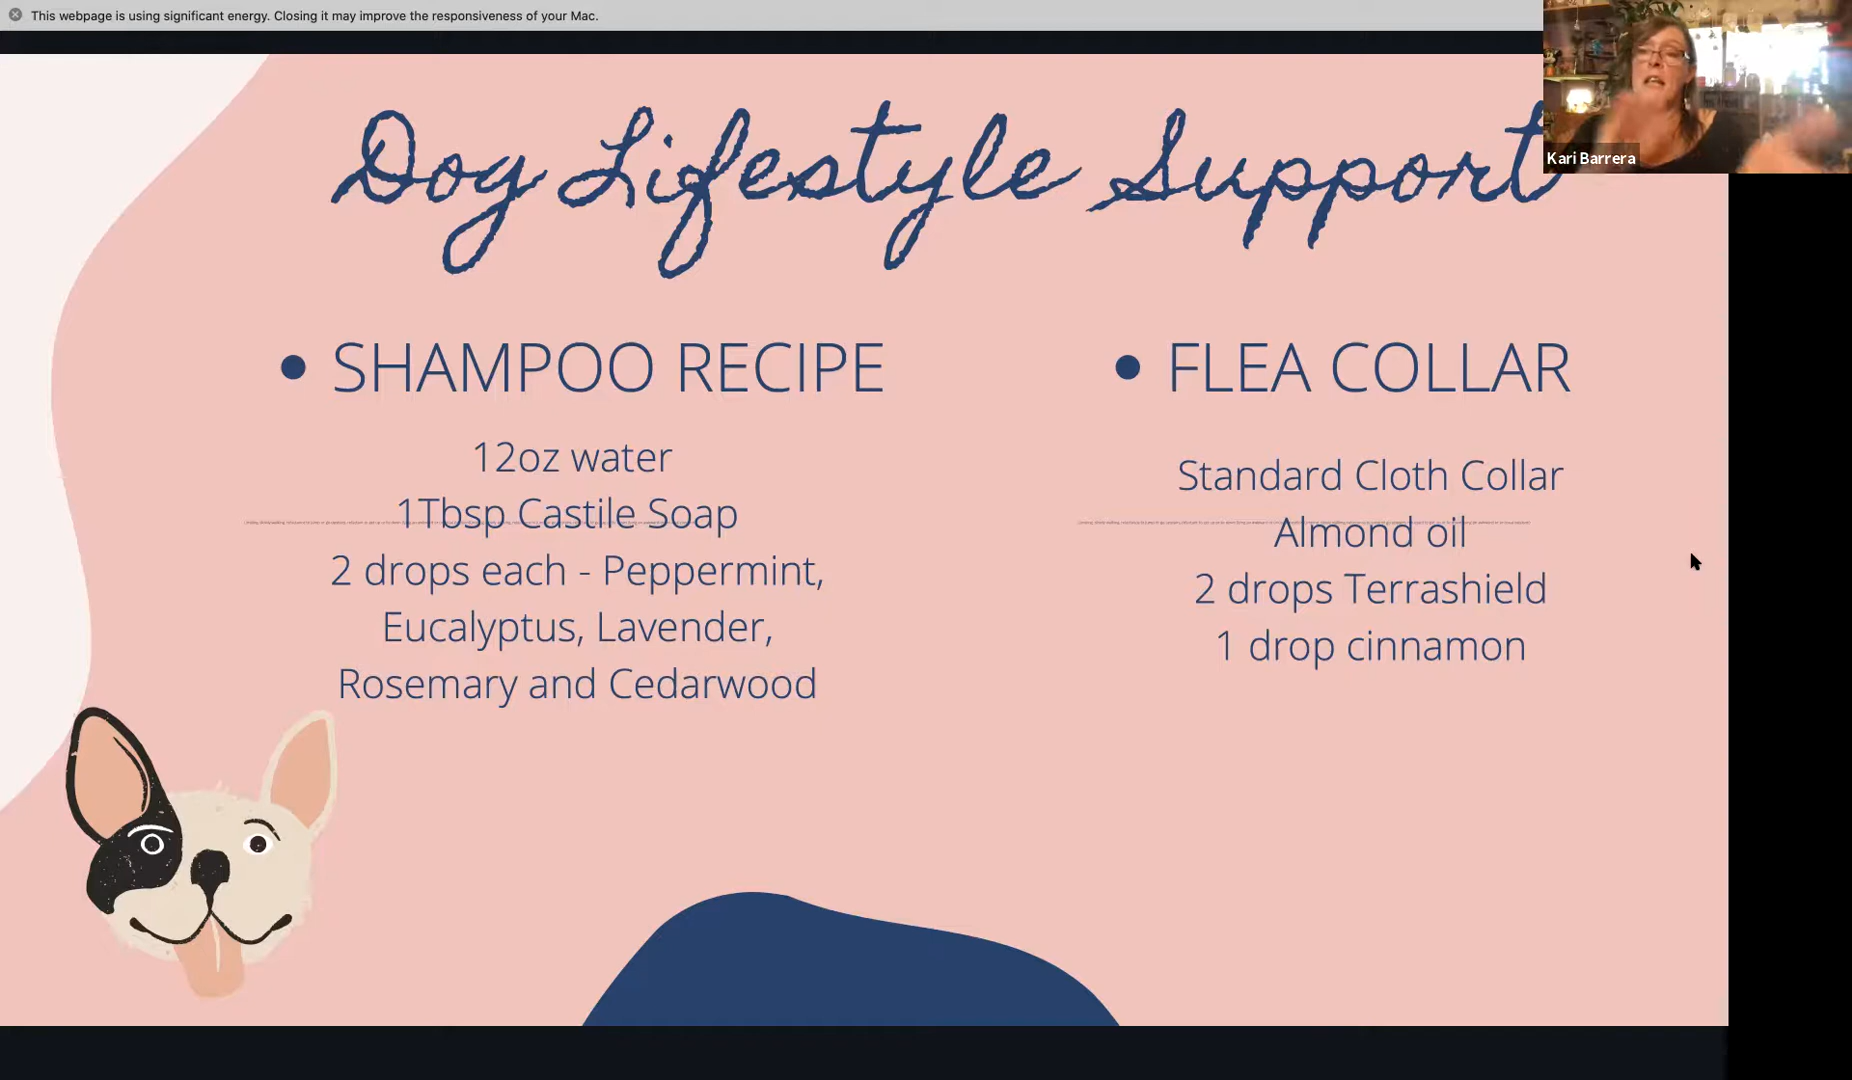 This webpage is using significant energy. Closing it may improve the responsiveness of your Mac.
Kari Barrera
Dog Lifestyle Support
• SHAMPOO RECIPE
12oz water
1Tbsp Castile Soap
2 drops each - Peppermint,
Eucalyptus, Lavender,
Rosemary and Cedarwood
• FLEA COLLAR
Standard Cloth Collar
Almond oil
2 drops Terrashield
1 drop cinnamon